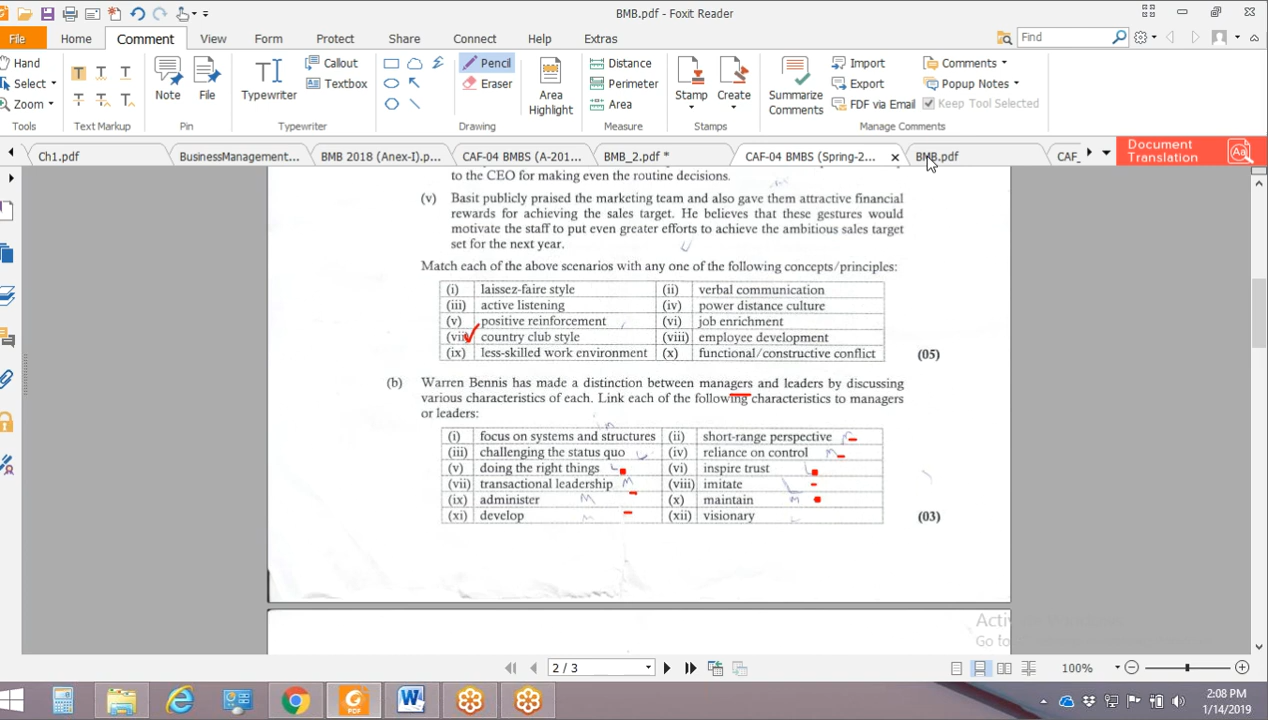 BMB.pdf - Foxit Reader
File Home Comment View Form Protect Share Connect Help Extras
Find
Hand
Select
Zoom
Tools
Text Markup
Note
File
Pin
Typewriter
Callout
Textbox
Typewriter
Pencil
Eraser
Area Highlight
Drawing
Distance
Perimeter
Area
Measure
Stamp
Create
Stamps
Summarize Comments
Import
Export
FDF via Email
Comments
Popup Notes
Keep Tool Selected
Manage Comments
Ch1.pdf BusinessManagement... BMB 2018 (Anex-I).p... CAF-04 BMBS (A-201... BMB_2.pdf * CAF-04 BMBS (Spring-2... BMB.pdf CAF_
Document Translation
to the CEO for making even the routine decisions.
(v) Basit publicly praised the marketing team and also gave them attractive financial
rewards for achieving the sales target. He believes that these gestures would
motivate the staff to put even greater efforts to achieve the ambitious sales target
set for the next year.
Match each of the above scenarios with any one of the following concepts/principles:
(i) laissez-faire style (ii) verbal communication
(iii) active listening (iv) power distance culture
(v) positive reinforcement (vi) job enrichment
(vii) country club style (viii) employee development
(ix) less-skilled work environment (x) functional/constructive conflict (05)
(b) Warren Bennis has made a distinction between managers and leaders by discussing
various characteristics of each. Link each of the following characteristics to managers
or leaders:
(i) focus on systems and structures (ii) short-range perspective
(iii) challenging the status quo (iv) reliance on control
(v) doing the right things (vi) inspire trust
(vii) transactional leadership M (viii) imitate
(ix) administer M (x) maintain M
(xi) develop (xii) visionary (03)
2 / 3
100%
2:08 PM
1/14/2019